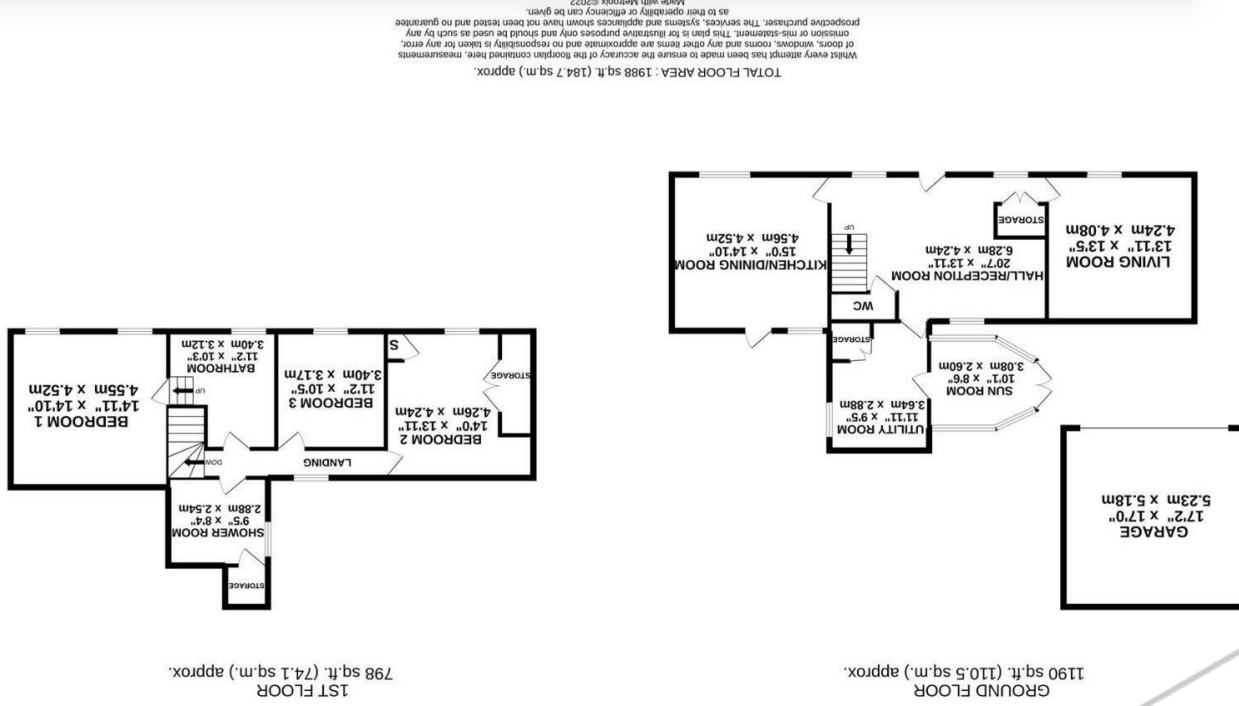 GROUND FLOOR
1190 sq.ft. (110.5 sq.m.) approx.
GARAGE
17'2" x 17'0"
5.23m x 5.18m
UTILITY ROOM
11'11" x 9'5"
3.64m x 2.88m
SUN ROOM
10'1" x 8'6"
3.08m x 2.60m
STORAGE
WC
LIVING ROOM
13'11" x 13'5"
4.24m x 4.08m
HALL/RECEPTION ROOM
20'7" x 13'11"
6.28m x 4.24m
KITCHEN/DINING ROOM
15'0" x 14'10"
4.56m x 4.52m
STORAGE
UP
1ST FLOOR
798 sq.ft. (74.1 sq.m.) approx.
STORAGE
SHOWER ROOM
9'5" x 8'4"
2.88m x 2.54m
LANDING
DOWN
BEDROOM 2
14'0" x 13'11"
4.26m x 4.24m
BEDROOM 3
11'2" x 10'5"
3.40m x 3.17m
BEDROOM 1
14'11" x 14'10"
4.55m x 4.52m
UP
STORAGE
BATHROOM
11'2" x 10'3"
3.40m x 3.12m
S
TOTAL FLOOR AREA : 1988 sq.ft. (184.7 sq.m.) approx.
Whilst every attempt has been made to ensure the accuracy of the floorplan contained here, measurements
of doors, windows, rooms and any other items are approximate and no responsibility is taken for any error,
omission or mis-statement. This plan is for illustrative purposes only and should be used as such by any
prospective purchaser. The services, systems and appliances shown have not been tested and no guarantee
as to their operability or efficiency can be given.
Made with Metropix ©2022